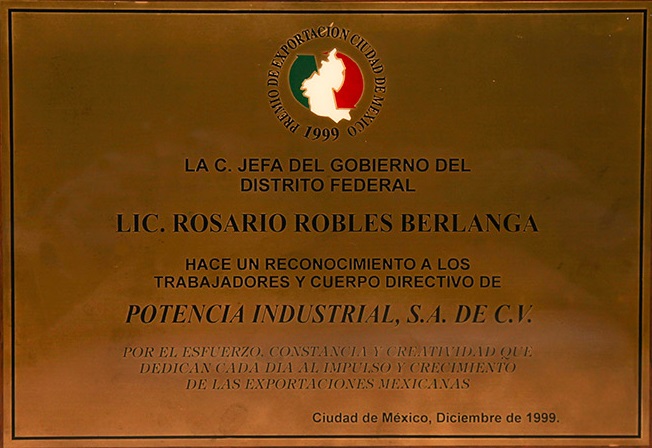 PREMIO DE EXPORTACIÓN CIUDAD DE MÉXICO
1999
LA C. JEFA DEL GOBIERNO DEL
DISTRITO FEDERAL
LIC. ROSARIO ROBLES BERLANGA
HACE UN RECONOCIMIENTO A LOS
TRABAJADORES Y CUERPO DIRECTIVO DE
POTENCIA INDUSTRIAL, S.A. DE C.V.
POR EL ESFUERZO, CONSTANCIA Y CREATIVIDAD QUE
DEDICAN CADA DIA AL IMPULSO Y CRECIMIENTO
DE LAS EXPORTACIONES MEXICANAS
Ciudad de México, Diciembre de 1999.